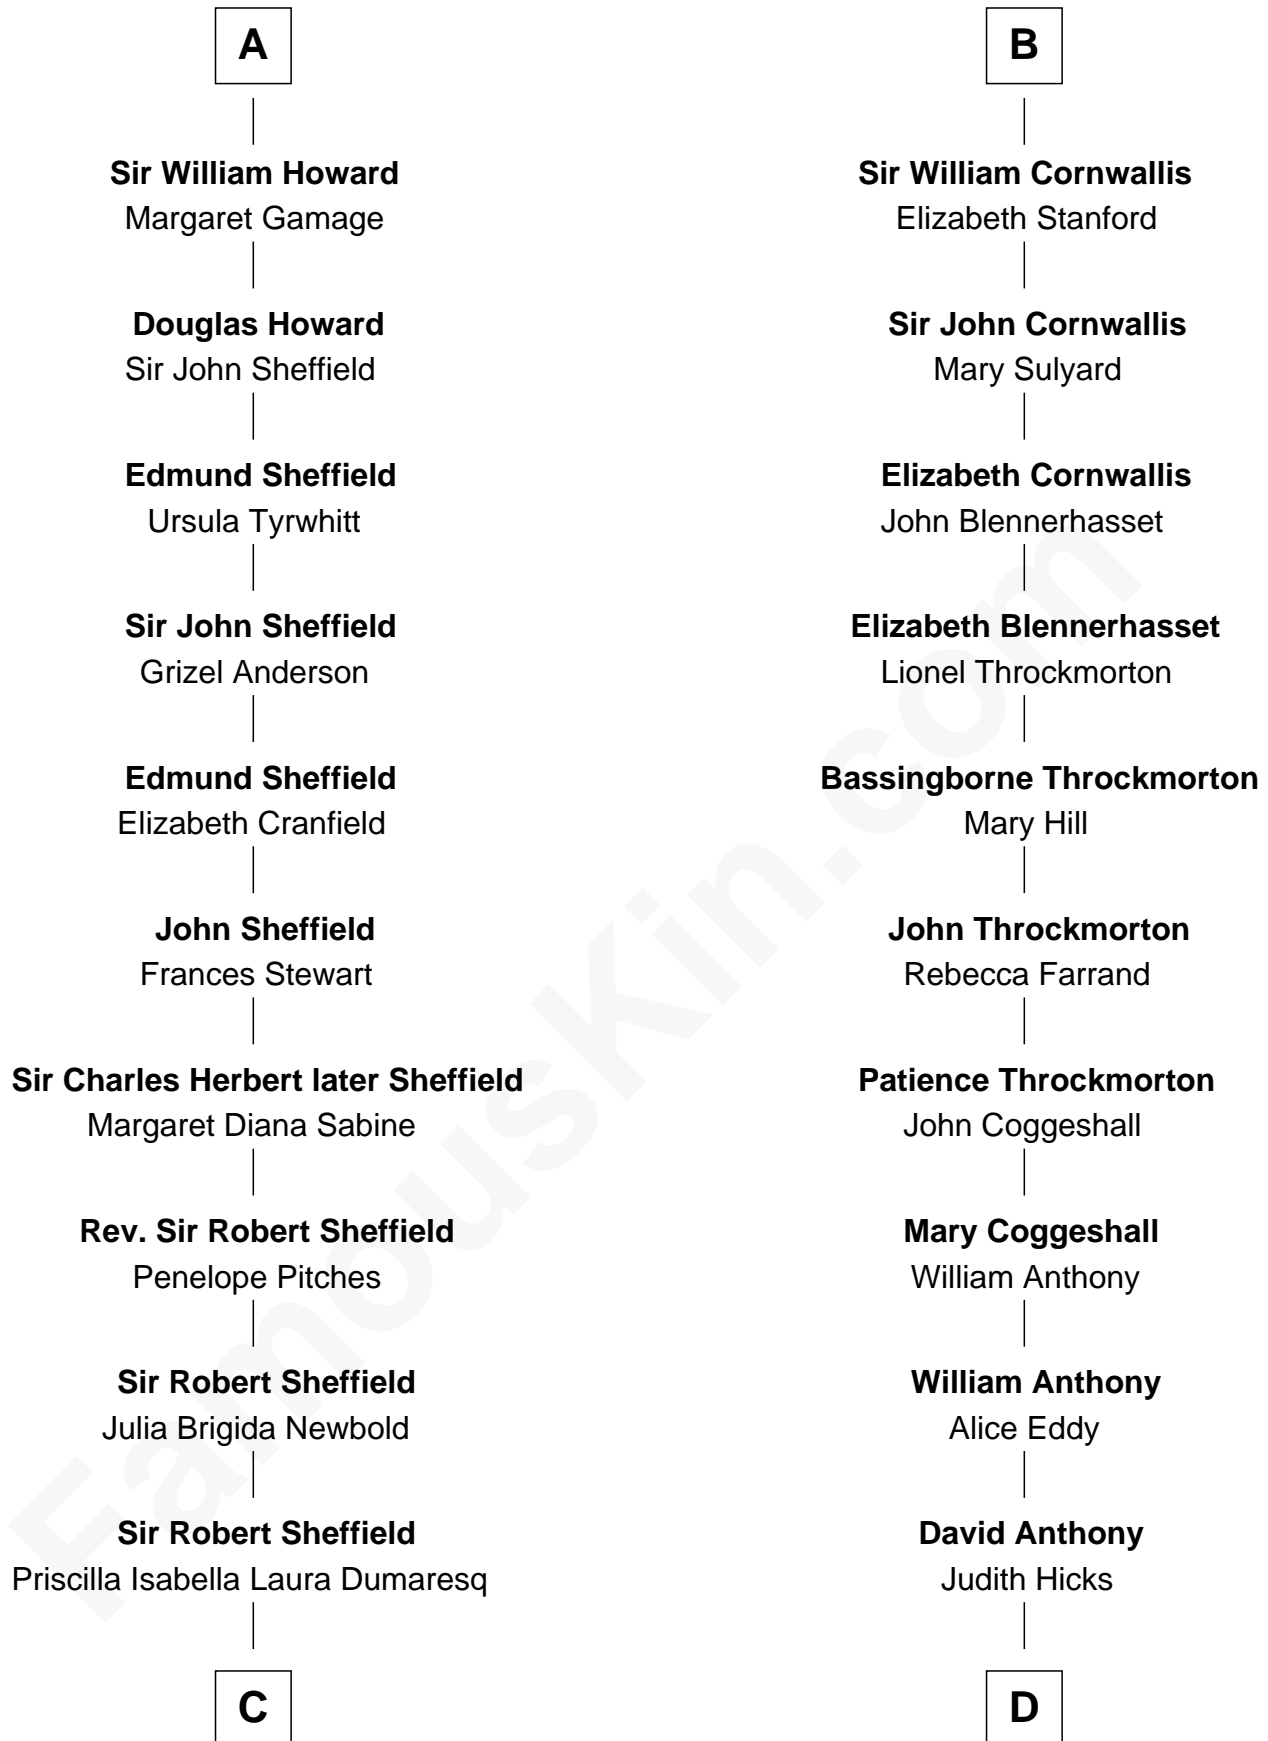 A
Sir William Howard
Margaret Gamage
Douglas Howard
Sir John Sheffield
Edmund Sheffield
Ursula Tyrwhitt
Sir John Sheffield
Grizel Anderson
Edmund Sheffield
Elizabeth Cranfield
John Sheffield
Frances Stewart
Sir Charles Herbert later Sheffield
Margaret Diana Sabine
Rev. Sir Robert Sheffield
Penelope Pitches
Sir Robert Sheffield
Julia Brigida Newbold
Sir Robert Sheffield
Priscilla Isabella Laura Dumaresq
C
B
Sir William Cornwallis
Elizabeth Stanford
Sir John Cornwallis
Mary Sulyard
Elizabeth Cornwallis
John Blennerhasset
Elizabeth Blennerhasset
Lionel Throckmorton
Bassingborne Throckmorton
Mary Hill
John Throckmorton
Rebecca Farrand
Patience Throckmorton
John Coggeshall
Mary Coggeshall
William Anthony
William Anthony
Alice Eddy
David Anthony
Judith Hicks
D
FamousKin.com